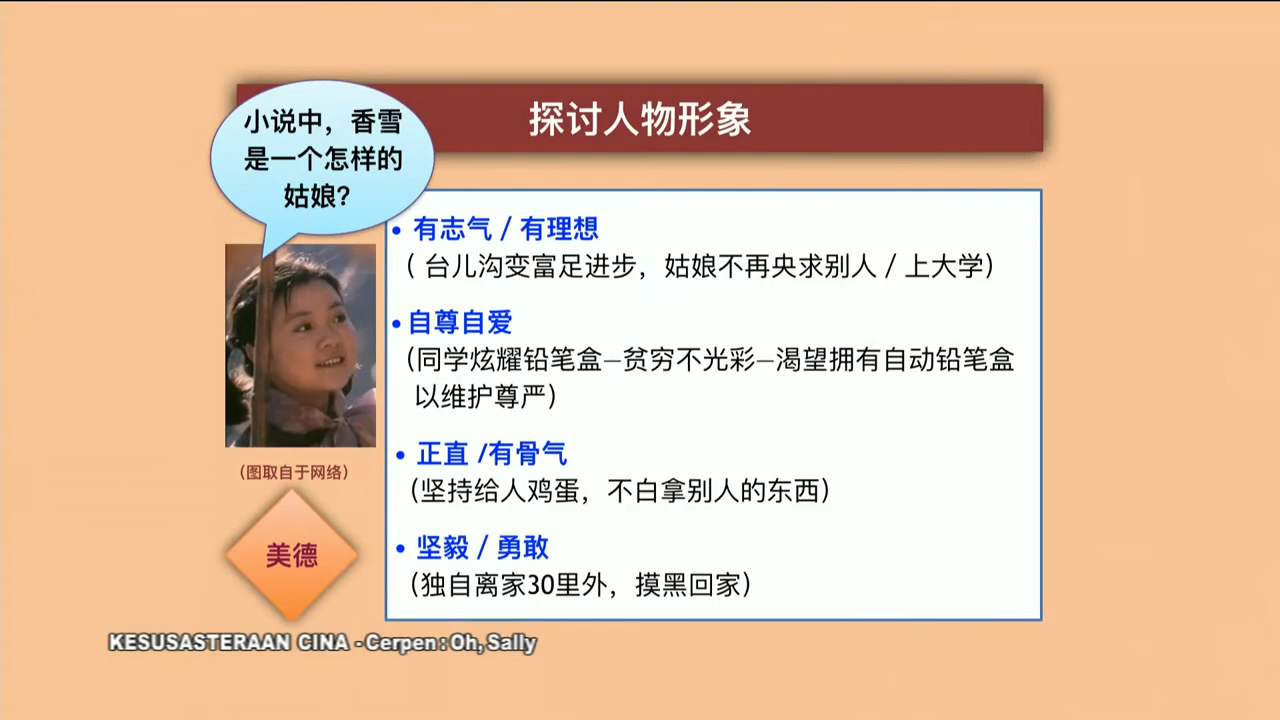 探讨人物形象
小说中，香雪
是一个怎样的
姑娘？
• 有志气 / 有理想
（ 台儿沟变富足进步，姑娘不再央求别人 / 上大学）
• 自尊自爱
（同学炫耀铅笔盒—贫穷不光彩—渴望拥有自动铅笔盒
以维护尊严）
• 正直 /有骨气
（坚持给人鸡蛋，不白拿别人的东西）
• 坚毅 / 勇敢
（独自离家30里外，摸黑回家）
（图取自于网络）
美德
KESUSASTERAAN CINA - Cerpen : Oh, Sally